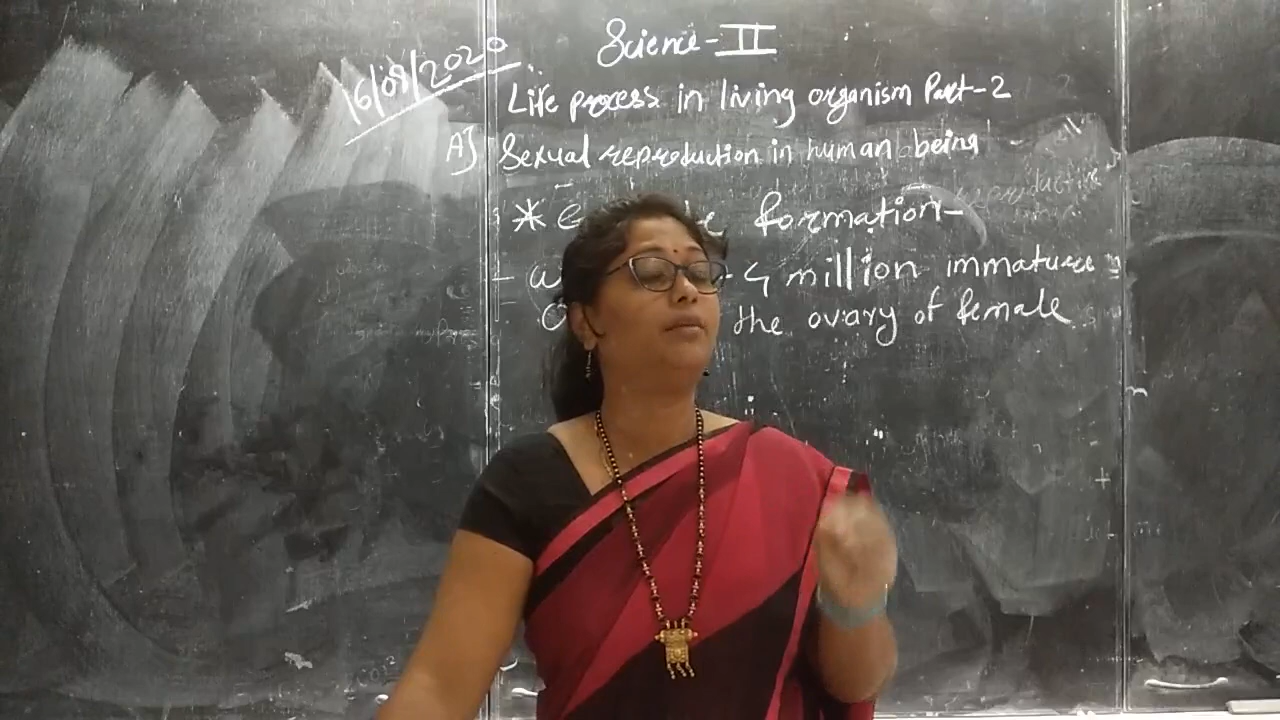 Science-II
16/09/2020
Life process in living organism Part-2
A] Sexual reproduction in human being
* formation-
- 4 million immature
the ovary of female